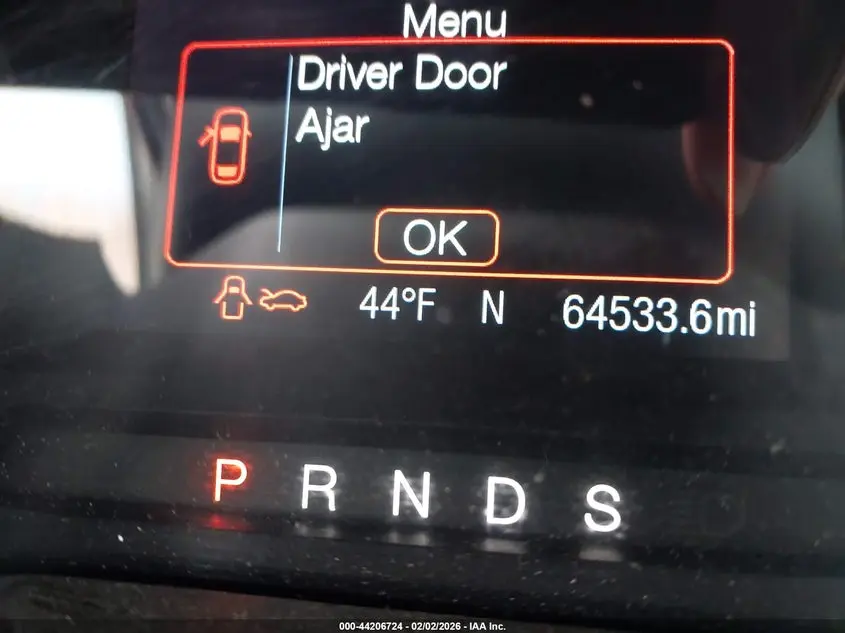 Menu
Driver Door
Ajar
OK
44°F N 64533.6mi
P R N D S
000-44206724 - 02/02/2026 - IAA Inc.